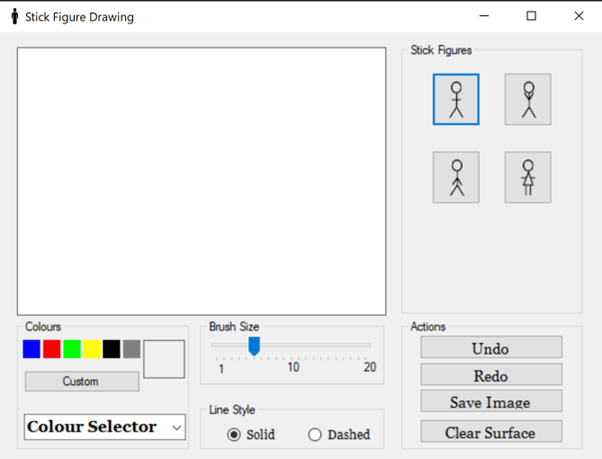 Stick Figure Drawing
Stick Figures
Colours
Custom
Colour Selector
Brush Size
1 10 20
Line Style
Solid Dashed
Actions
Undo
Redo
Save Image
Clear Surface